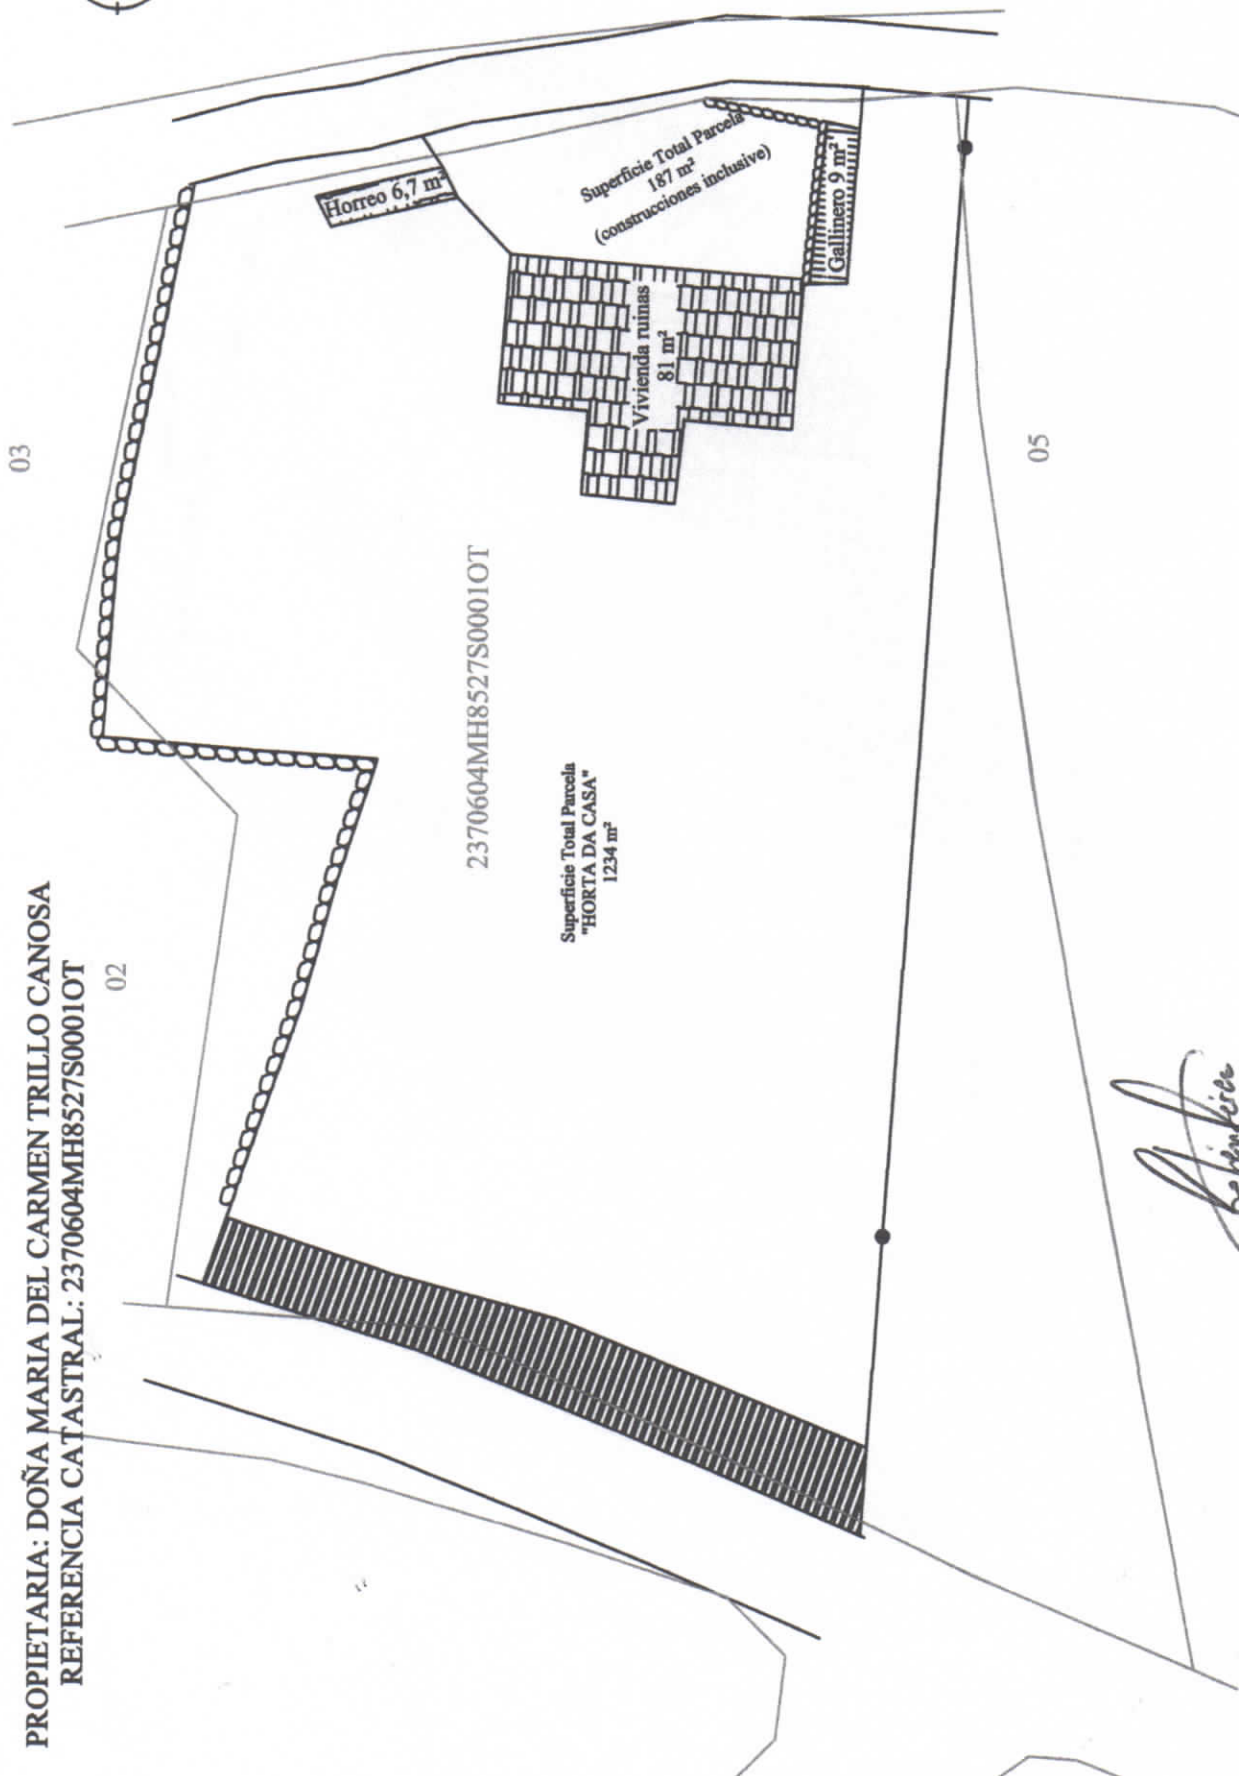 PROPIETARIA: DOÑA MARIA DEL CARMEN TRILLO CANOSA
REFERENCIA CATASTRAL: 2370604MH8527S0001OT
02
03
Horreo 6,7 m²
Superficie Total Parcela
187 m²
(construcciones inclusive)
Gallinero 9 m²
Vivienda ruinas
81 m²
2370604MH8527S0001OT
Superficie Total Parcela
"HORTA DA CASA"
1234 m²
05